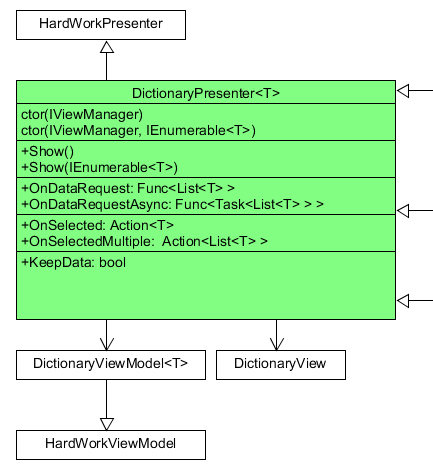 HardWorkPresenter
DictionaryPresenter<T>
ctor(IViewManager)
ctor(IViewManager, IEnumerable<T>)
+Show()
+Show(IEnumerable<T>)
+OnDataRequest: Func<List<T> >
+OnDataRequestAsync: Func<Task<List<T> > >
+OnSelected: Action<T>
+OnSelectedMultiple:  Action<List<T> >
+KeepData: bool
DictionaryViewModel<T>
DictionaryView
HardWorkViewModel